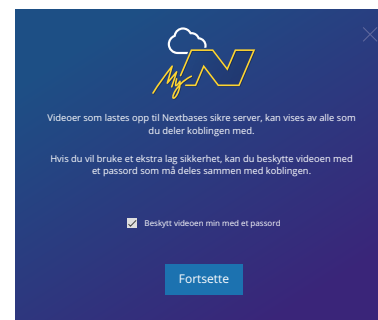 My N
Videoer som lastes opp til Nextbases sikre server, kan vises av alle som
du deler koblingen med.
Hvis du vil bruke et ekstra lag sikkerhet, kan du beskytte videoen med
et passord som må deles sammen med koblingen.
Beskytt videoen min med et passord
Fortsette